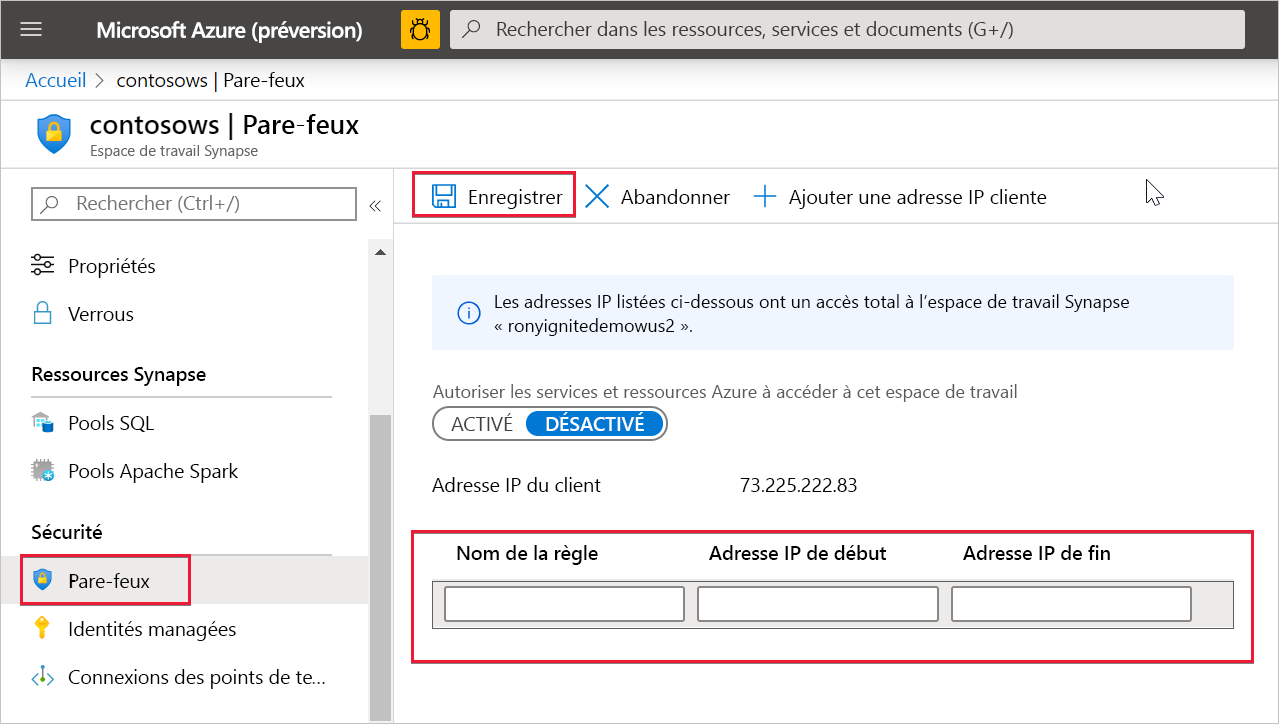 Microsoft Azure (préversion)
Rechercher dans les ressources, services et documents (G+/)
Accueil > contosows | Pare-feux
contosows | Pare-feux
Espace de travail Synapse
Rechercher (Ctrl+/)
«
Propriétés
Verrous
Ressources Synapse
Pools SQL
Pools Apache Spark
Sécurité
Pare-feux
Identités managées
Connexions des points de te...
Enregistrer
Abandonner
Ajouter une adresse IP cliente
Les adresses IP listées ci-dessous ont un accès total à l’espace de travail Synapse
« ronyignitedemowus2 ».
Autoriser les services et ressources Azure à accéder à cet espace de travail
ACTIVÉ DÉSACTIVÉ
Adresse IP du client 73.225.222.83
Nom de la règle Adresse IP de début Adresse IP de fin